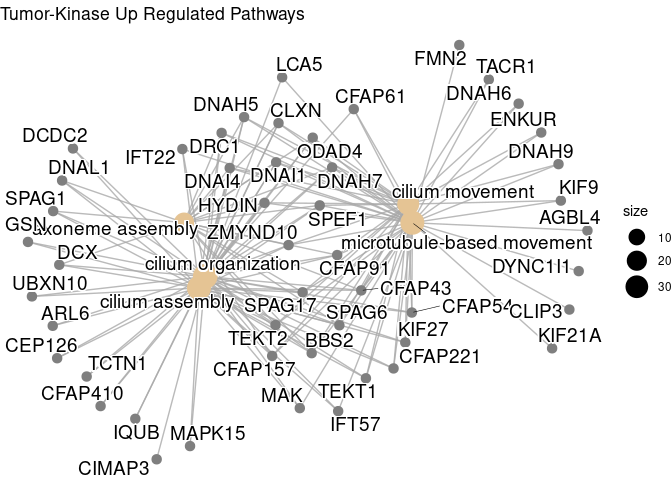 Tumor-Kinase Up Regulated Pathways
FMN2
LCA5
TACR1
DNAH6
DNAH5
CLXN
CFAP61
ENKUR
DCDC2
DRC1
ODAD4
DNAH9
IFT22
DNAL1
DNAI4
DNAI1
DNAH7
cilium movement
KIF9
SPAG1
HYDIN
SPEF1
AGBL4
size
GSN
axoneme assembly
ZMYND10
microtubule-based movement
10
DCX
cilium organization
CFAP91
DYNC1I1
20
UBXN10
CFAP43
30
cilium assembly
SPAG17
SPAG6
CFAP54
CLIP3
ARL6
KIF27
KIF21A
CEP126
TEKT2
BBS2
CFAP221
TCTN1
CFAP157
CFAP410
MAK
TEKT1
IQUB
MAPK15
IFT57
CIMAP3